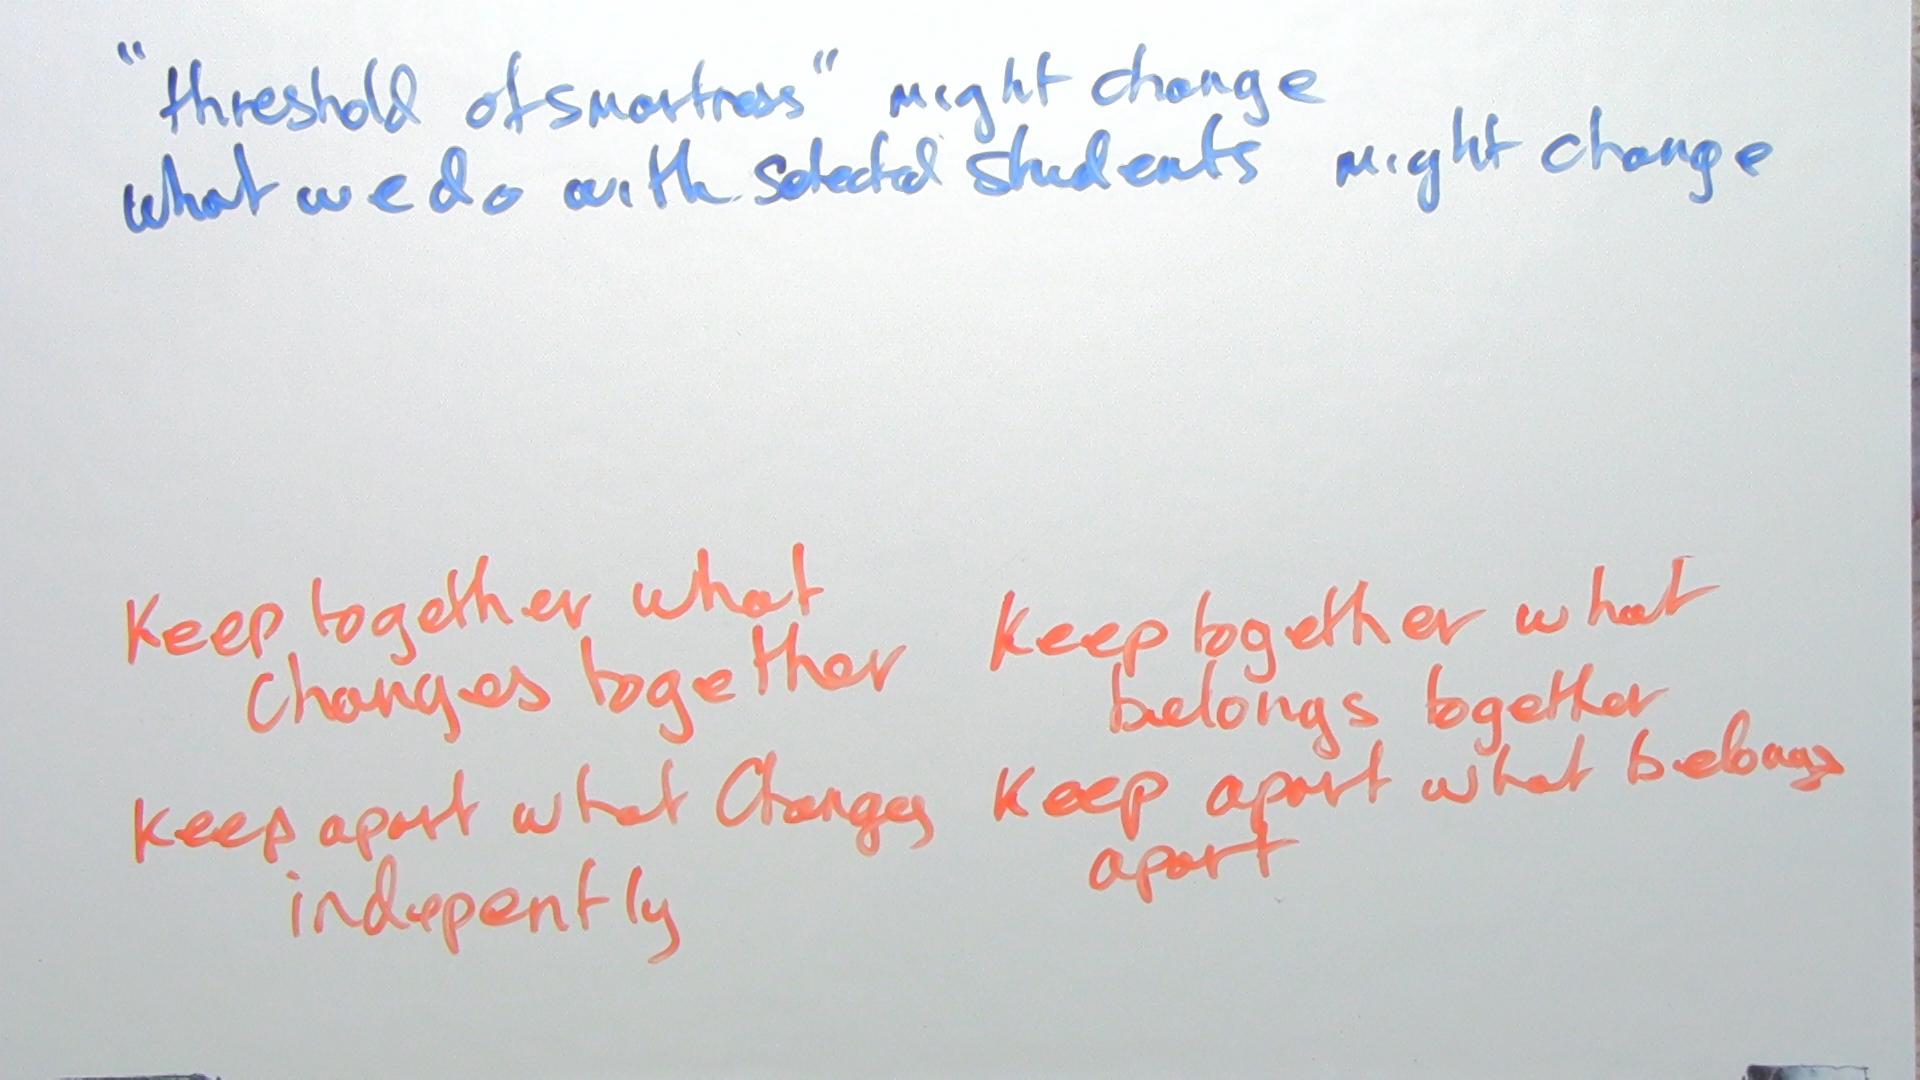 "threshold of smartness" might change
what we do with selected students might change
Keep together what
changes together
Keep apart what Changes
indepently
Keep together what
belongs together
Keep apart what belongs
apart